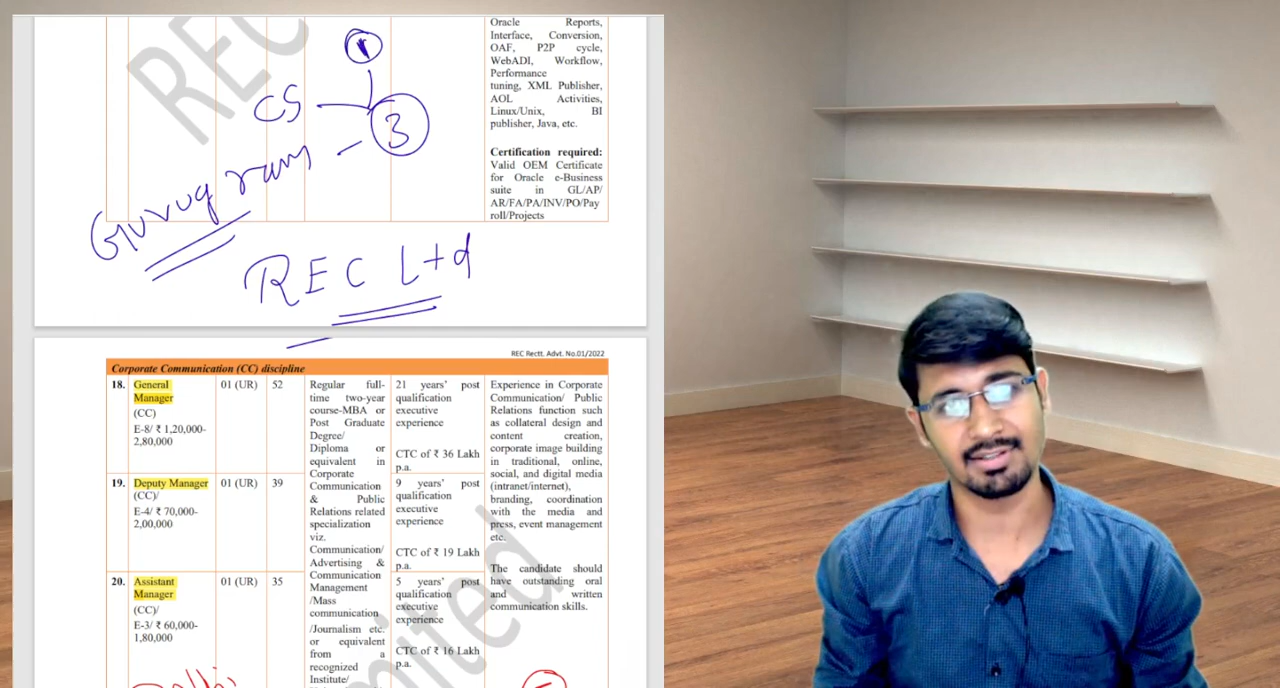 REC
Oracle Reports,
Interface, Conversion,
OAF, P2P cycle,
WebADI, Workflow,
Performance
tuning, XML Publisher,
AOL Activities,
Linux/Unix, BI
publisher, Java, etc.
Certification required:
Valid OEM Certificate
for Oracle e-Business
suite in GL/AP/
AR/FA/PA/INV/PO/Pay
roll/Projects
CS
3
REC Ltd
REC Rectt. Advt. No.01/2022
Corporate Communication (CC) discipline
18. General
Manager
(CC)
E-8/ ₹ 1,20,000-
2,80,000
01 (UR)
52
19. Deputy Manager
(CC)/
E-4/ ₹ 70,000-
2,00,000
01 (UR)
39
20. Assistant
Manager
(CC)/
E-3/ ₹ 60,000-
1,80,000
01 (UR)
35
Regular full-
time two-year
course-MBA or
Post Graduate
Degree/
Diploma or
equivalent in
Corporate
Communication
& Public
Relations related
specialization
viz.
Communication/
Advertising &
Communication
Management
/Mass
communication
/Journalism etc.
or equivalent
from a
recognized
Institute/
21 years' post
qualification
executive
experience
CTC of ₹ 36 Lakh
p.a.
9 years' post
qualification
executive
experience
CTC of ₹ 19 Lakh
p.a.
5 years' post
qualification
executive
experience
CTC of ₹ 16 Lakh
p.a.
Experience in Corporate
Communication/ Public
Relations function such
as collateral design and
content creation,
corporate image building
in traditional, online,
social, and digital media
(intranet/internet),
branding, coordination
with the media and
press, event management
etc.
The candidate should
have outstanding oral
and written
communication skills.